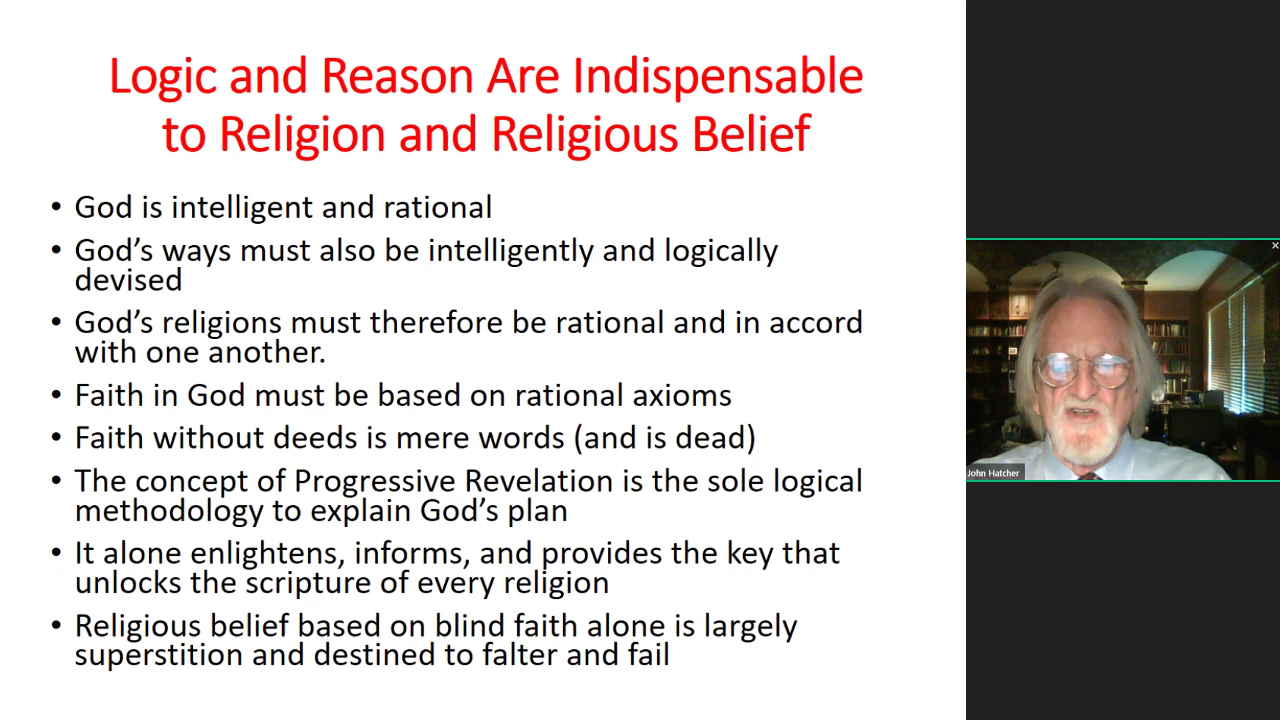 Logic and Reason Are Indispensable
to Religion and Religious Belief
• God is intelligent and rational
• God’s ways must also be intelligently and logically
devised
• God’s religions must therefore be rational and in accord
with one another.
• Faith in God must be based on rational axioms
• Faith without deeds is mere words (and is dead)
• The concept of Progressive Revelation is the sole logical
methodology to explain God’s plan
• It alone enlightens, informs, and provides the key that
unlocks the scripture of every religion
• Religious belief based on blind faith alone is largely
superstition and destined to falter and fail
John Hatcher